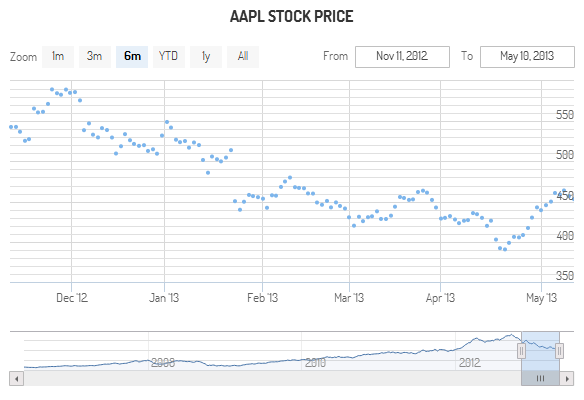 AAPL STOCK PRICE
Zoom 1m 3m 6m YTD 1y All From Nov 11, 2012 To May 10, 2013
550
500
450
400
350
Dec '12 Jan '13 Feb '13 Mar '13 Apr '13 May '13
2008 2010 2012